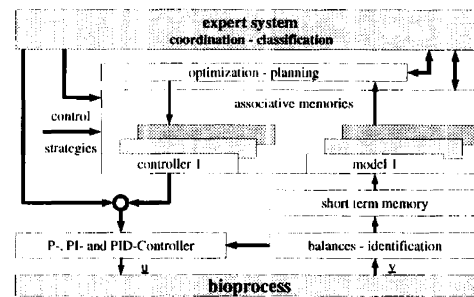 expert system
coordination - classification
optimization - planning
control
associative memories
strategies
controller 1
model 1
short term memory
P-, PI- and PID-Controller
balances - identification
u
y
bioprocess